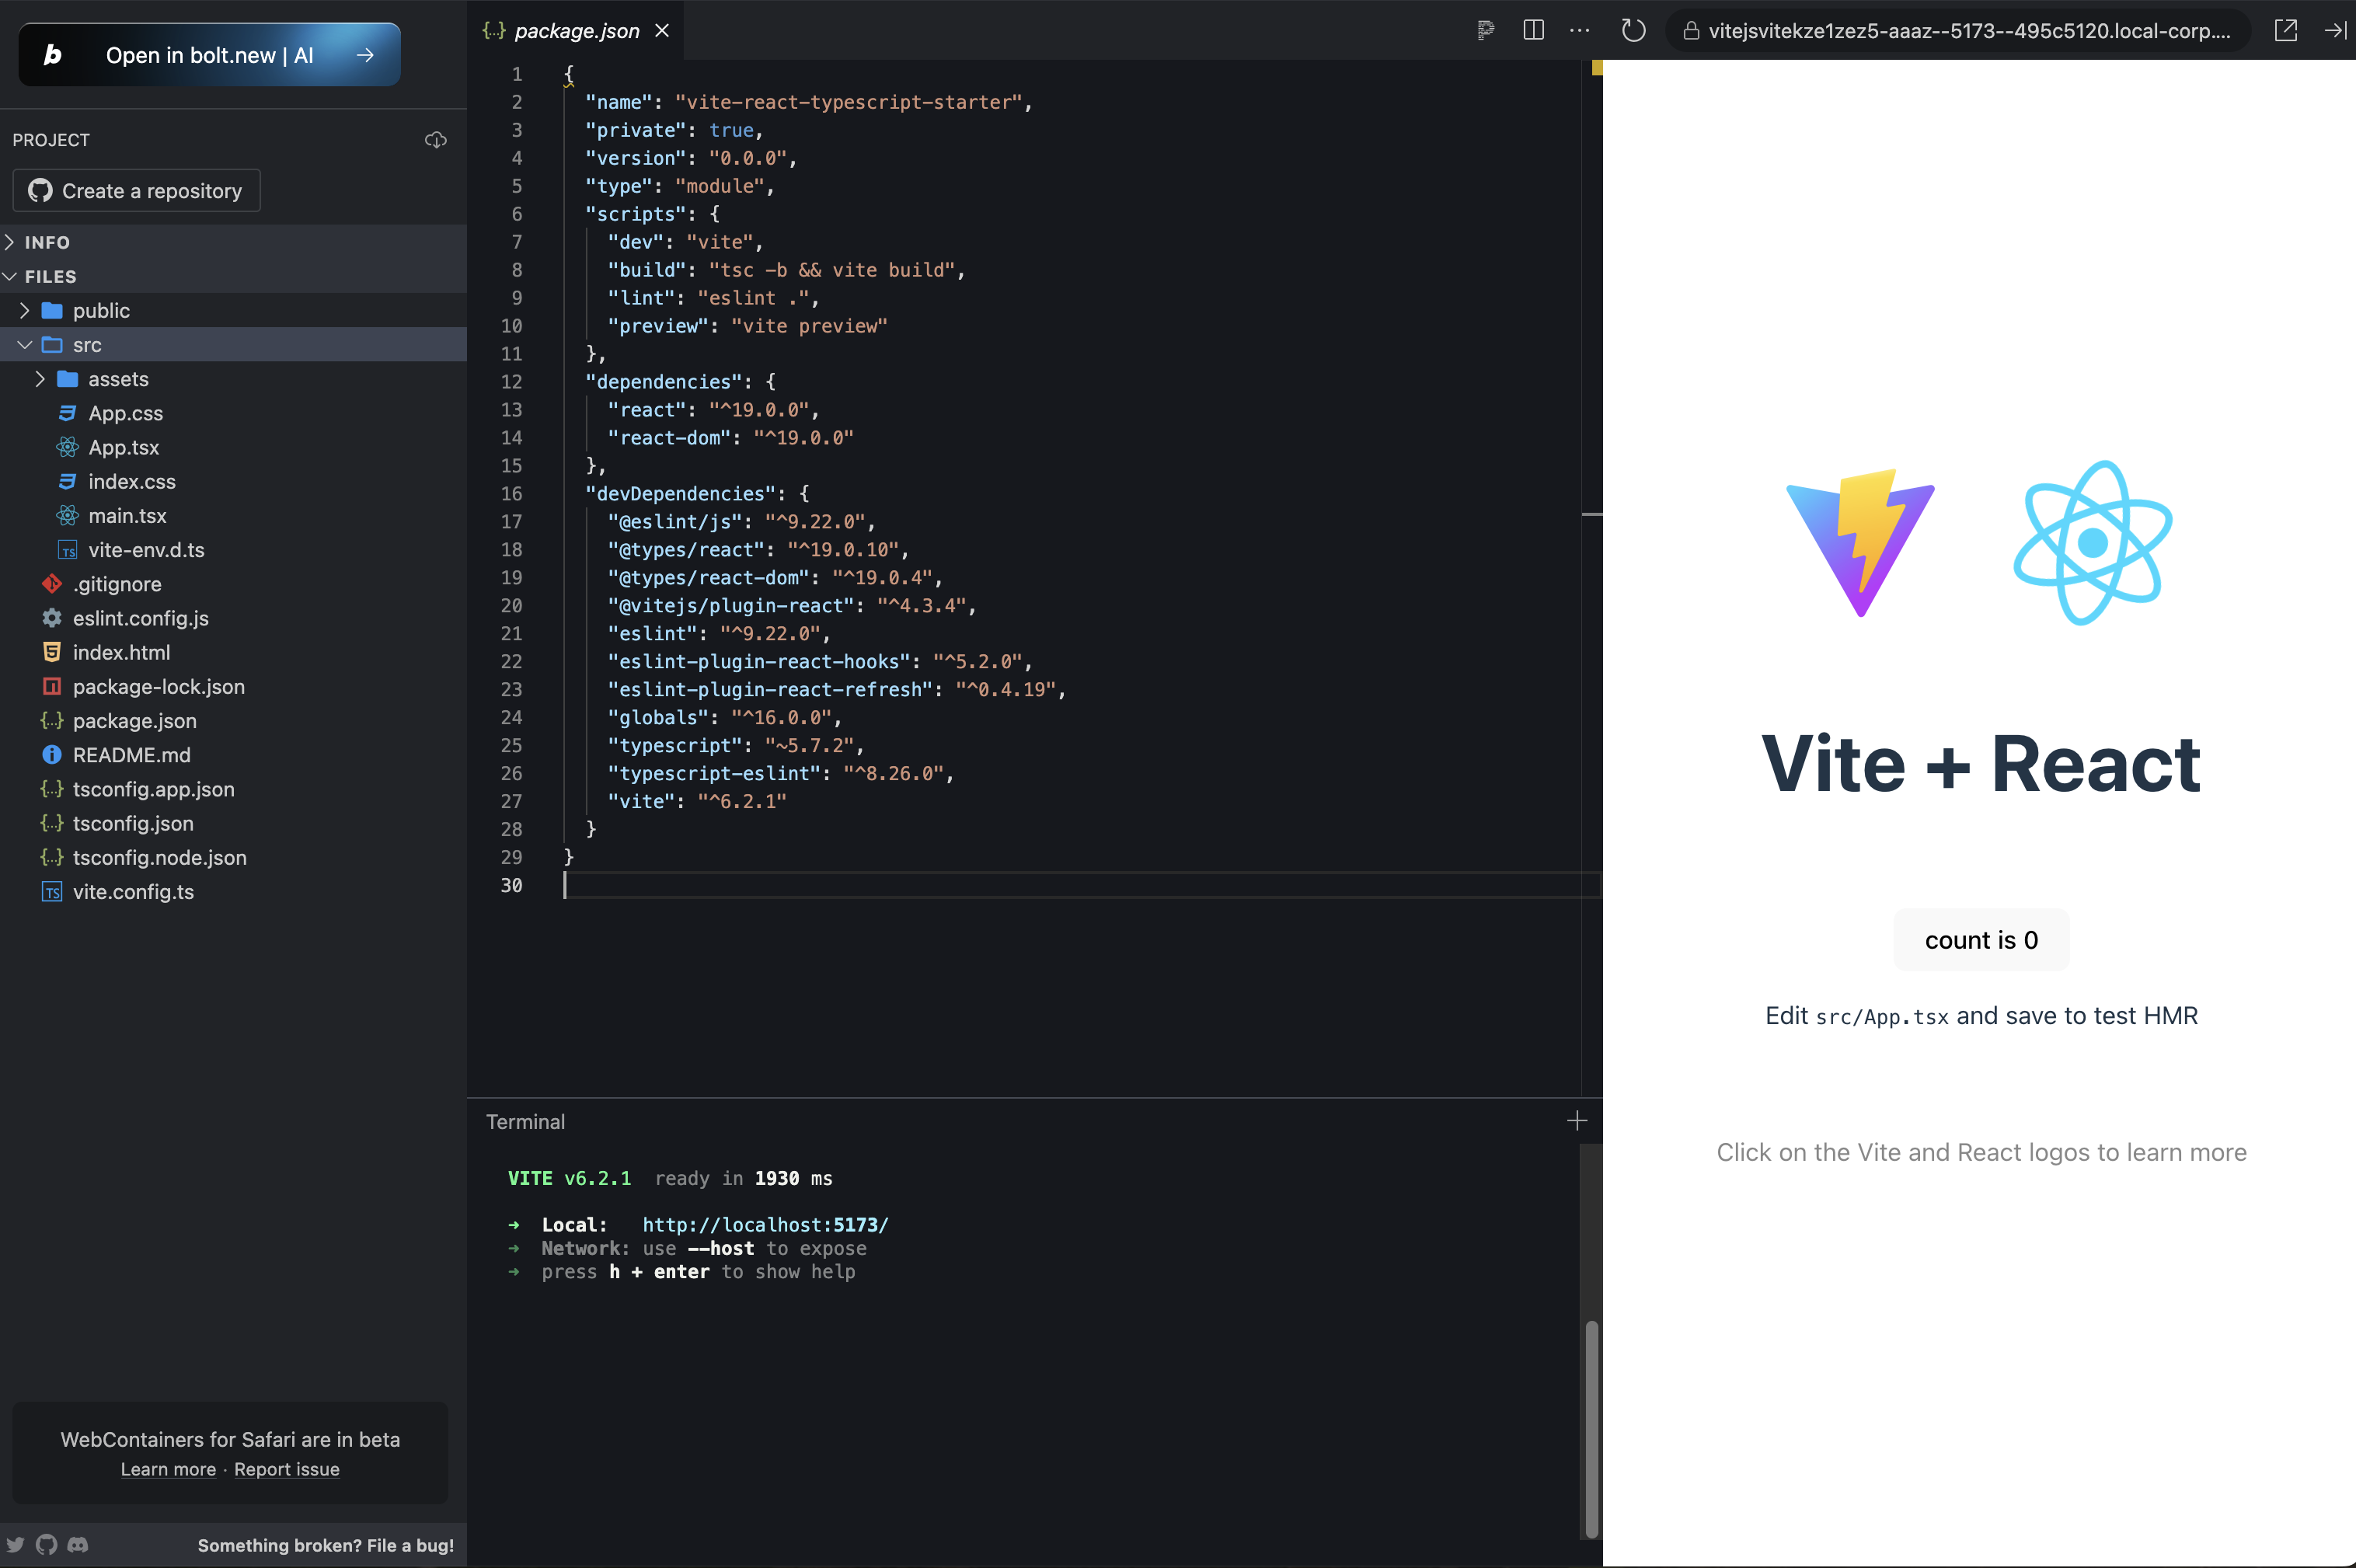 Open in bolt.new | AI
PROJECT
Create a repository
INFO
FILES
public
src
assets
App.css
App.tsx
index.css
main.tsx
TS vite-env.d.ts
.gitignore
eslint.config.js
index.html
package-lock.json
package.json
README.md
tsconfig.app.json
tsconfig.json
tsconfig.node.json
TS vite.config.ts
WebContainers for Safari are in beta
Learn more · Report issue
Something broken? File a bug!
{..} package.json
1 {
2 "name": "vite-react-typescript-starter",
3 "private": true,
4 "version": "0.0.0",
5 "type": "module",
6 "scripts": {
7 "dev": "vite",
8 "build": "tsc -b && vite build",
9 "lint": "eslint .",
10 "preview": "vite preview"
11 },
12 "dependencies": {
13 "react": "^19.0.0",
14 "react-dom": "^19.0.0"
15 },
16 "devDependencies": {
17 "@eslint/js": "^9.22.0",
18 "@types/react": "^19.0.10",
19 "@types/react-dom": "^19.0.4",
20 "@vitejs/plugin-react": "^4.3.4",
21 "eslint": "^9.22.0",
22 "eslint-plugin-react-hooks": "^5.2.0",
23 "eslint-plugin-react-refresh": "^0.4.19",
24 "globals": "^16.0.0",
25 "typescript": "~5.7.2",
26 "typescript-eslint": "^8.26.0",
27 "vite": "^6.2.1"
28 }
29 }
30
Terminal
VITE v6.2.1 ready in 1930 ms
➜ Local: http://localhost:5173/
➜ Network: use --host to expose
➜ press h + enter to show help
vitejsvitekze1zez5-aaaz--5173--495c5120.local-corp....
Vite + React
count is 0
Edit src/App.tsx and save to test HMR
Click on the Vite and React logos to learn more